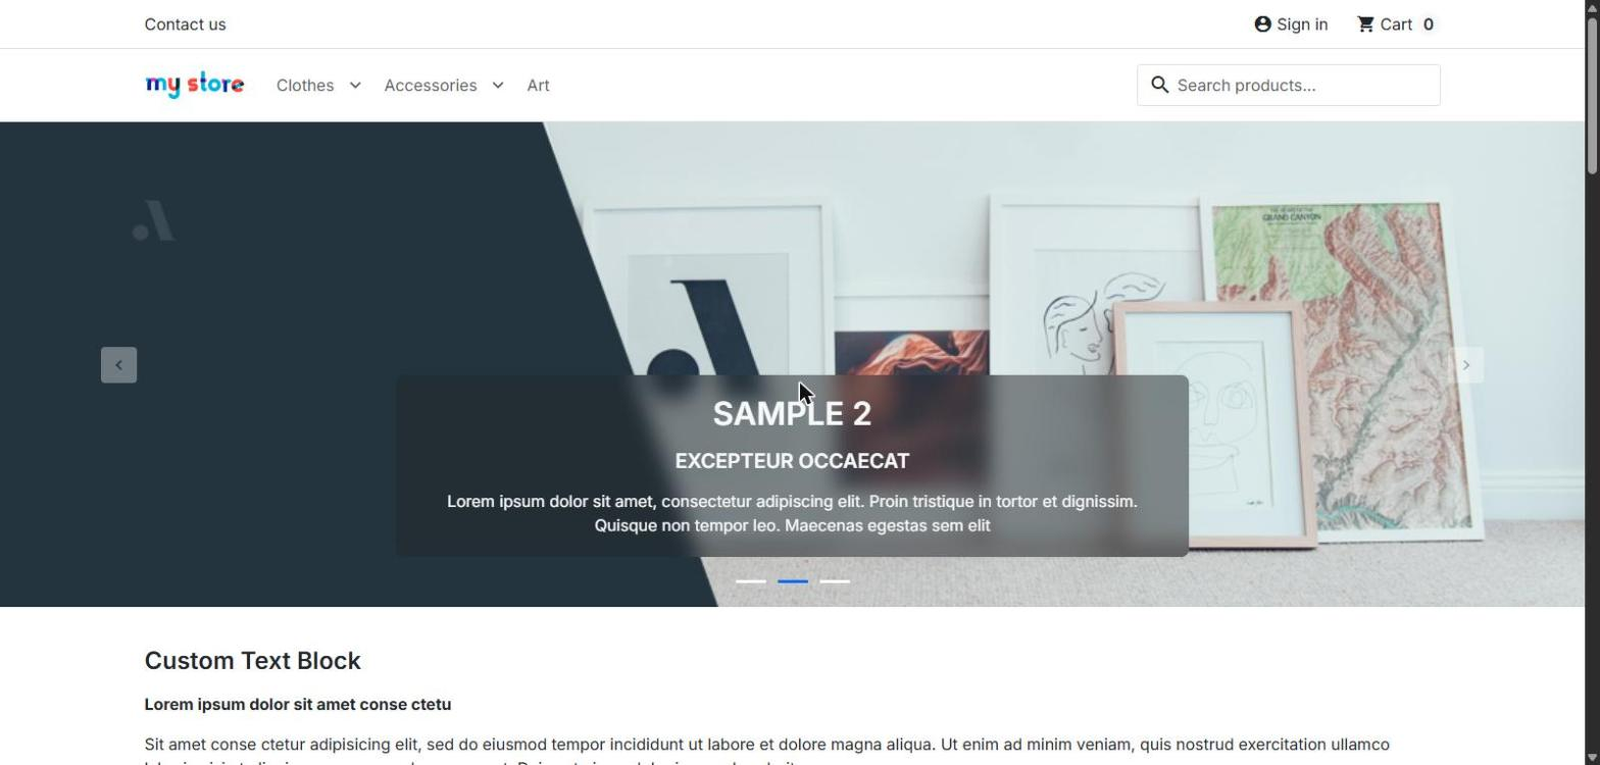 Contact us
Sign in
Cart 0
my store
Clothes
Accessories
Art
Search products...
GRAND CANYON
SAMPLE 2
EXCEPTEUR OCCAECAT
Lorem ipsum dolor sit amet, consectetur adipiscing elit. Proin tristique in tortor et dignissim.
Quisque non tempor leo. Maecenas egestas sem elit
Custom Text Block
Lorem ipsum dolor sit amet conse ctetu
Sit amet conse ctetur adipisicing elit, sed do eiusmod tempor incididunt ut labore et dolore magna aliqua. Ut enim ad minim veniam, quis nostrud exercitation ullamco